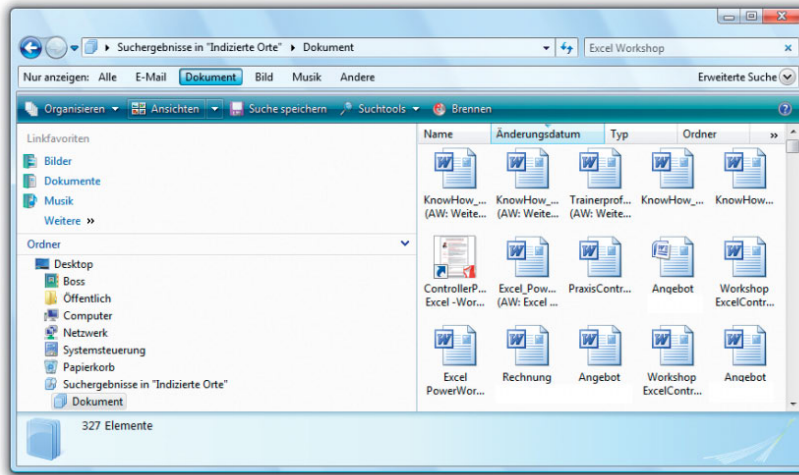 Suchergebnisse in "Indizierte Orte" Dokument Excel Workshop
Nur anzeigen: Alle E-Mail Dokument Bild Musik Andere Erweiterte Suche
Organisieren Ansichten Suche speichern Suchtools Brennen
Linkfavoriten
Bilder
Dokumente
Musik
Weitere »
Ordner
Desktop
Boss
Öffentlich
Computer
Netzwerk
Systemsteuerung
Papierkorb
Suchergebnisse in "Indizierte Orte"
Dokument
Name Änderungsdatum Typ Ordner »
KnowHow_... KnowHow_... Trainerprof... KnowHow_... KnowHow...
(AW: Weite... (AW: Weite... (AW: Weite...
ControllerP... Excel_Pow... PraxisContr... Angebot Workshop
Excel -Wor... (AW: Excel ... ExcelContr...
Excel Rechnung Angebot Workshop Angebot
PowerWor... ExcelContr...
327 Elemente